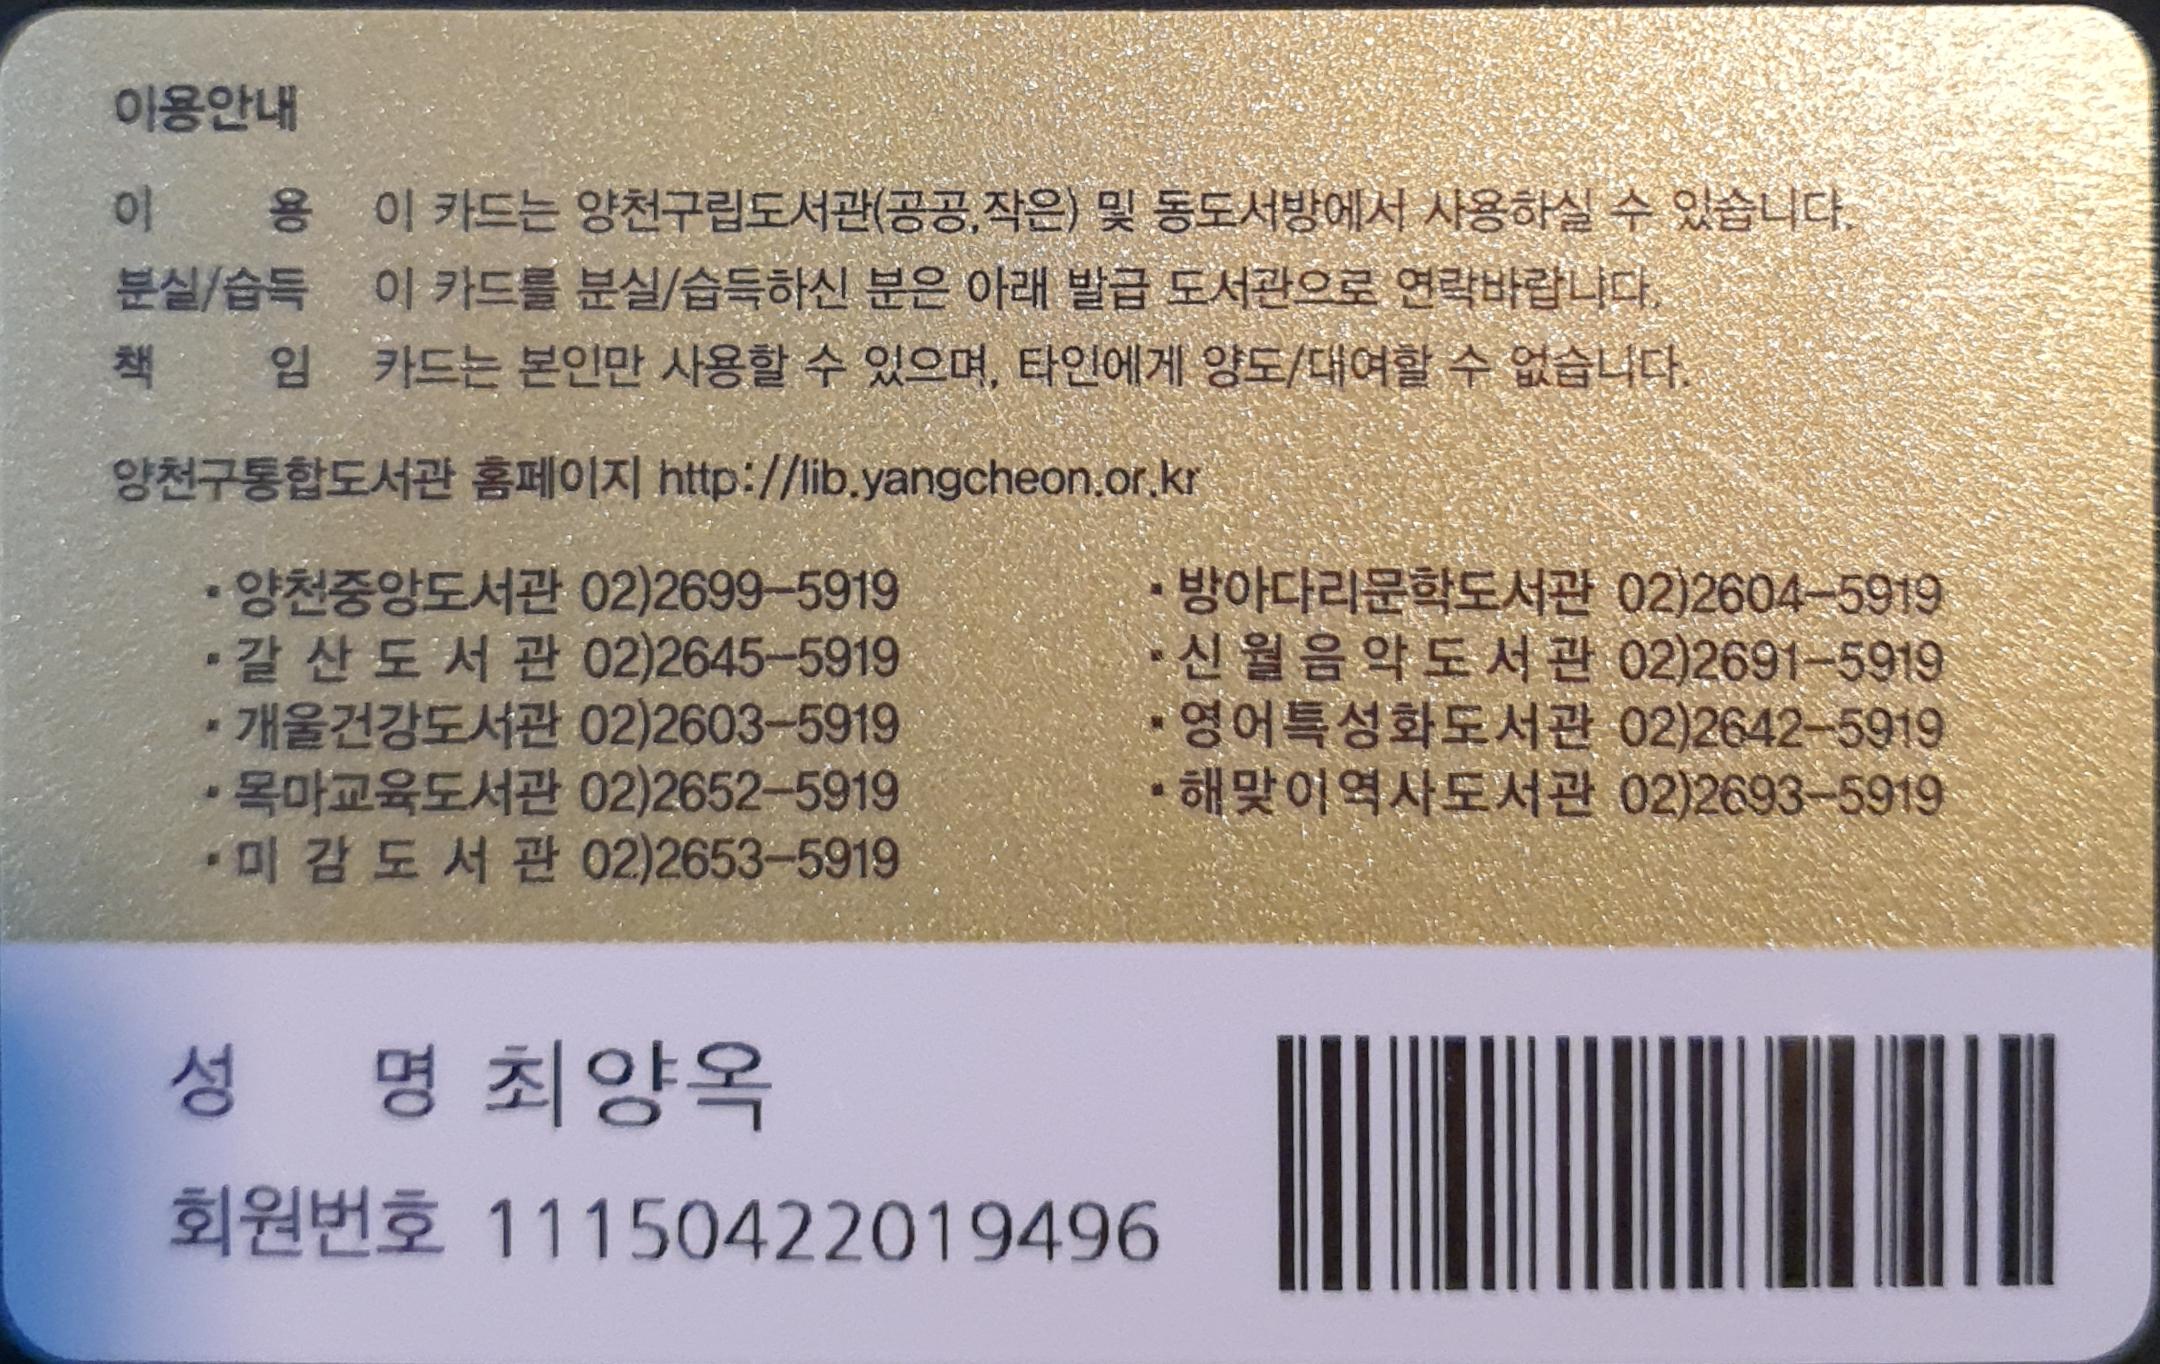 이용안내
이 용 이 카드는 양천구립도서관(공공,작은) 및 동도서방에서 사용하실 수 있습니다.
분실/습득 이 카드를 분실/습득하신 분은 아래 발급 도서관으로 연락바랍니다.
책 임 카드는 본인만 사용할 수 있으며, 타인에게 양도/대여할 수 없습니다.
양천구통합도서관 홈페이지 http://lib.yangcheon.or.kr
· 양천중앙도서관 02)2699-5919
· 갈 산 도 서 관 02)2645-5919
· 개울건강도서관 02)2603-5919
· 목마교육도서관 02)2652-5919
· 미 감 도 서 관 02)2653-5919
· 방아다리문학도서관 02)2604-5919
· 신 월 음 악 도 서 관 02)2691-5919
· 영어특성화도서관 02)2642-5919
· 해맞이역사도서관 02)2693-5919
성 명 최양옥
회원번호 11150422019496